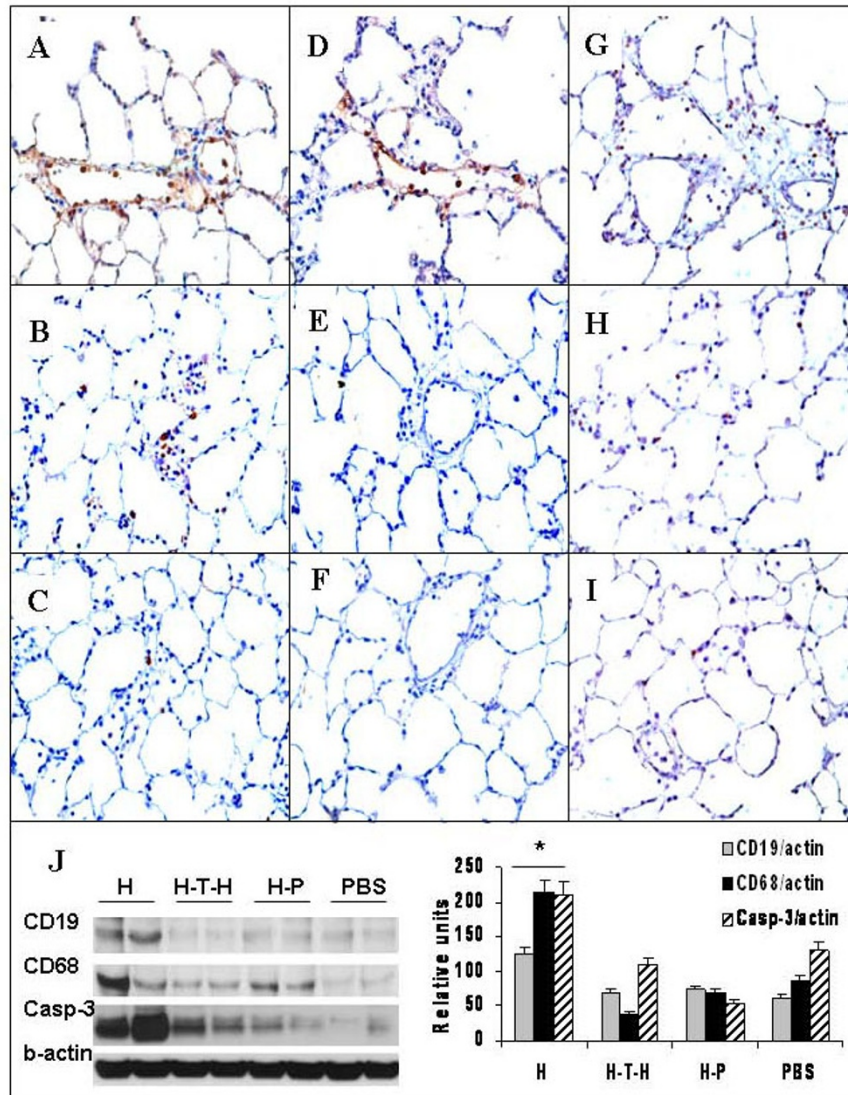 A
D
G
B
E
H
C
F
I
J
H H-T-H H-P PBS
CD19
CD68
Casp-3
b-actin
*
CD19/actin
CD68/actin
Casp-3/actin
Relative units
250
200
150
100
50
0
H H-T-H H-P PBS